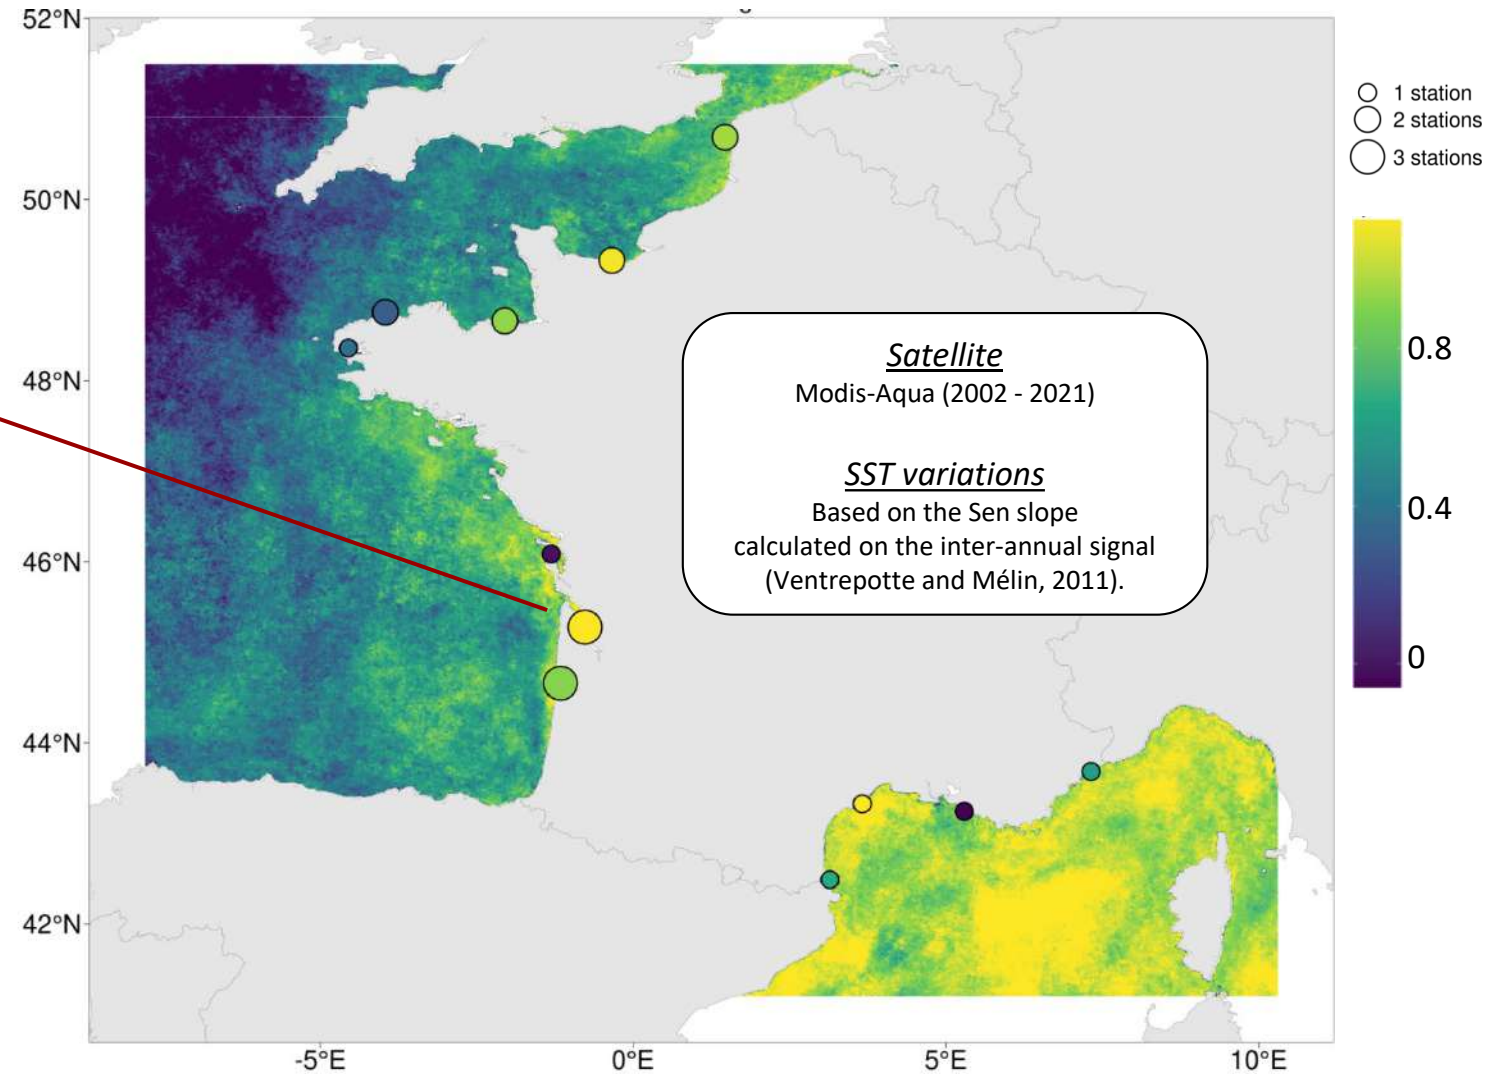 52°N
50°N
48°N
46°N
44°N
42°N
-5°E
0°E
5°E
10°E
1 station
2 stations
3 stations
0.8
0.4
0
Satellite
Modis-Aqua (2002 - 2021)
SST variations
Based on the Sen slope
calculated on the inter-annual signal
(Ventrepotte and Mélin, 2011).